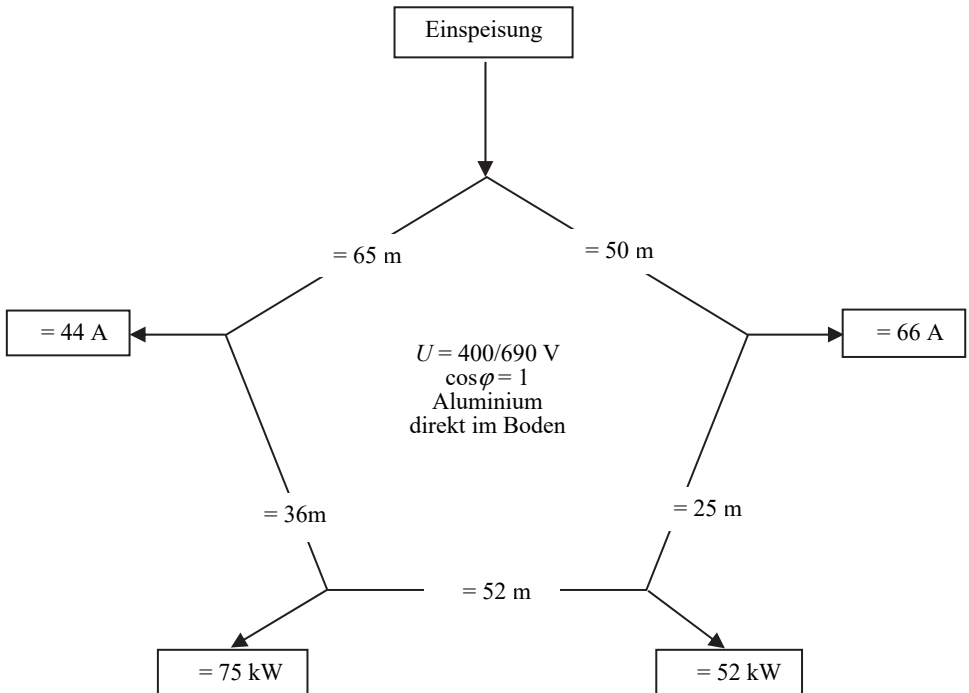 Einspeisung
= 65 m
= 50 m
= 44 A
= 66 A
U = 400/690 V
cosφ = 1
Aluminium
direkt im Boden
= 36m
= 25 m
= 52 m
= 75 kW
= 52 kW